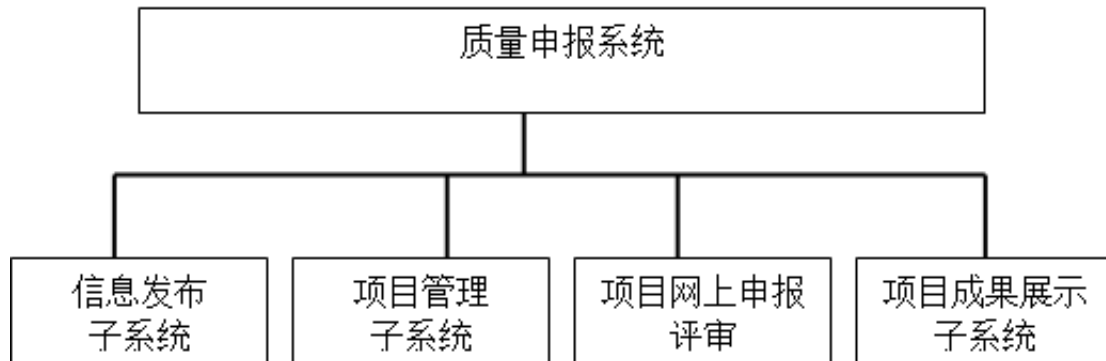 质量申报系统
信息发布
子系统
项目管理
子系统
项目网上申报
评审
项目成果展示
子系统